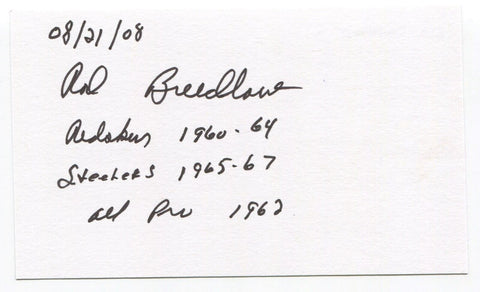 08/21/08
Rod Breedlove
Redskins 1960-64
Steelers 1965-67
All Pro 1962